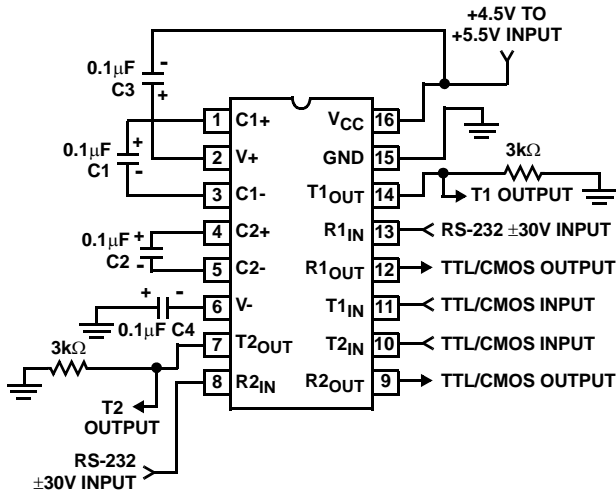 +4.5V TO
+5.5V INPUT
0.1µF
C3
-
+
1 C1+
VCC 16
0.1µF
C1
+
-
2 V+
GND 15
3kΩ
3 C1-
T1OUT 14
T1 OUTPUT
4 C2+
R1IN 13
RS-232 ±30V INPUT
0.1µF
C2
+
-
5 C2-
R1OUT 12
TTL/CMOS OUTPUT
+ -
0.1µF C4
6 V-
T1IN 11
TTL/CMOS INPUT
3kΩ
7 T2OUT
T2IN 10
TTL/CMOS INPUT
8 R2IN
R2OUT 9
TTL/CMOS OUTPUT
T2
OUTPUT
RS-232
±30V INPUT